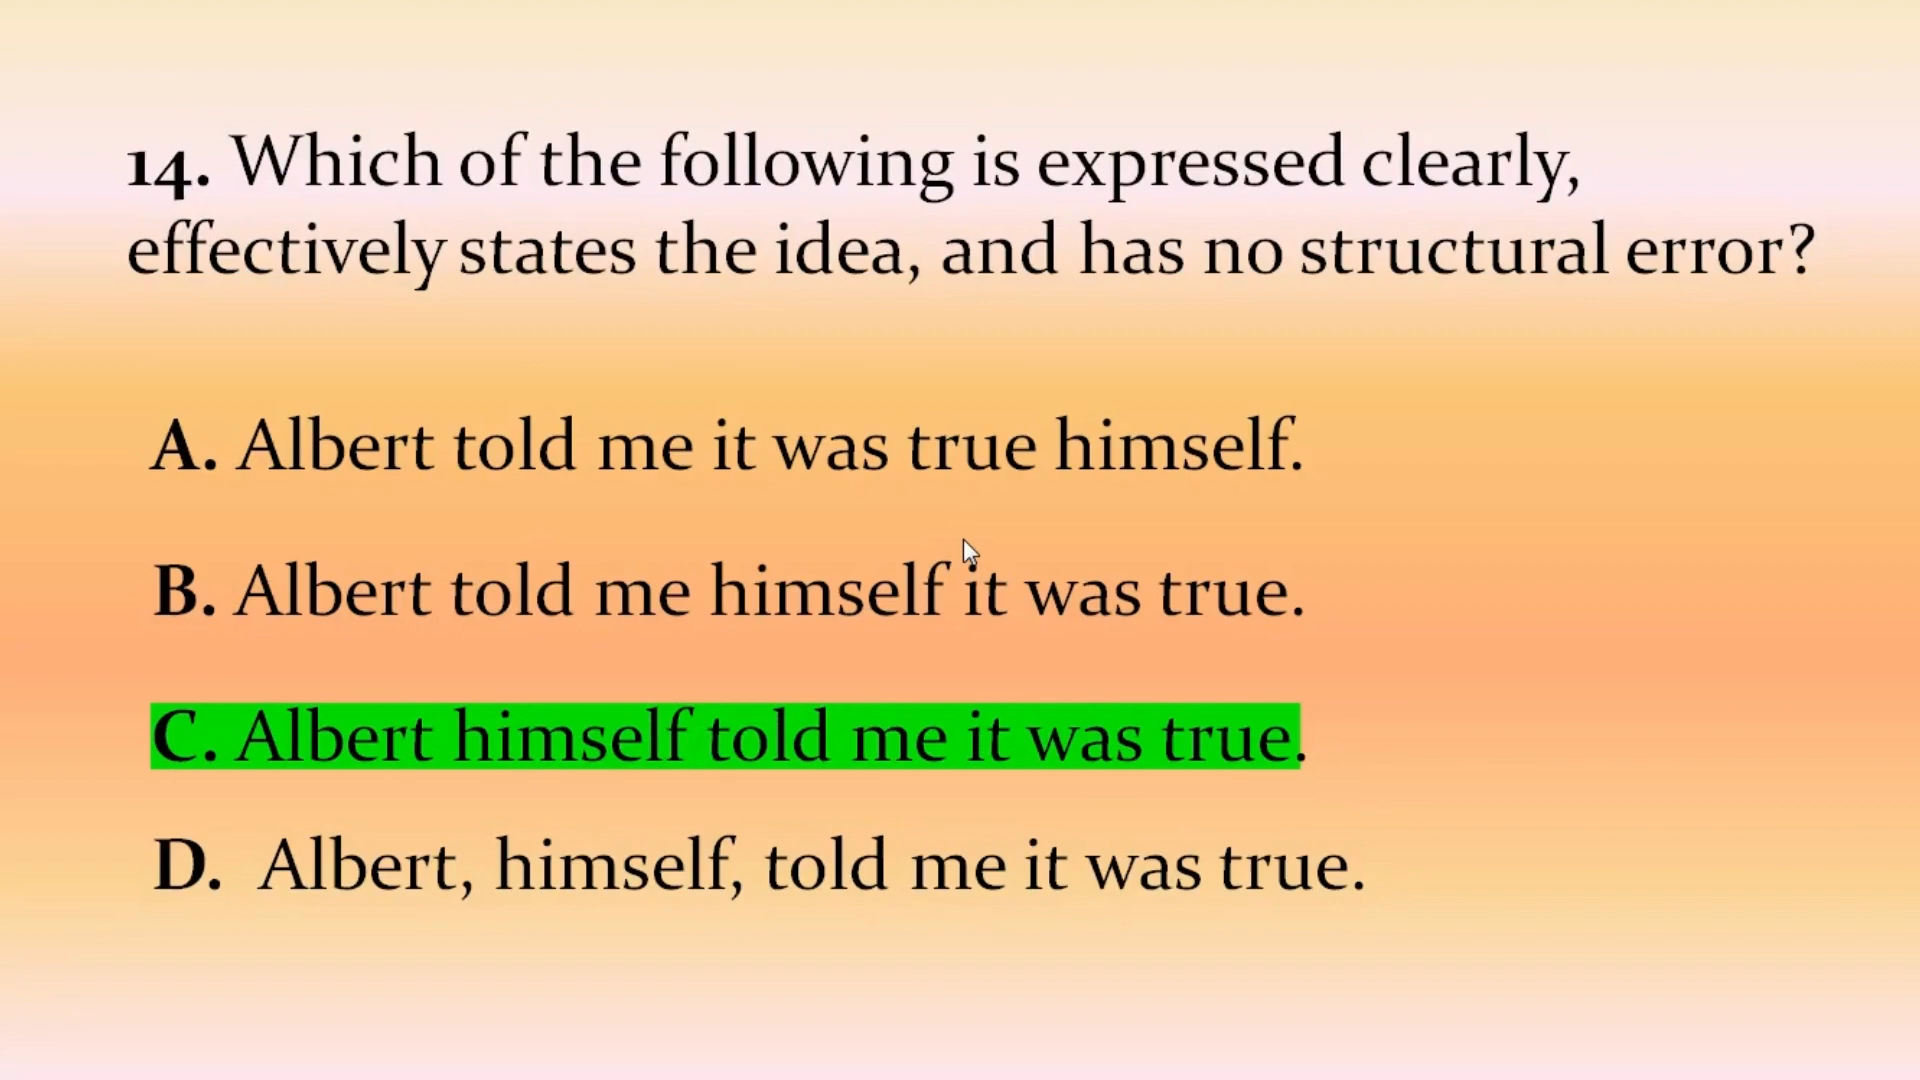 14. Which of the following is expressed clearly,
effectively states the idea, and has no structural error?
A. Albert told me it was true himself.
B. Albert told me himself it was true.
C. Albert himself told me it was true.
D. Albert, himself, told me it was true.